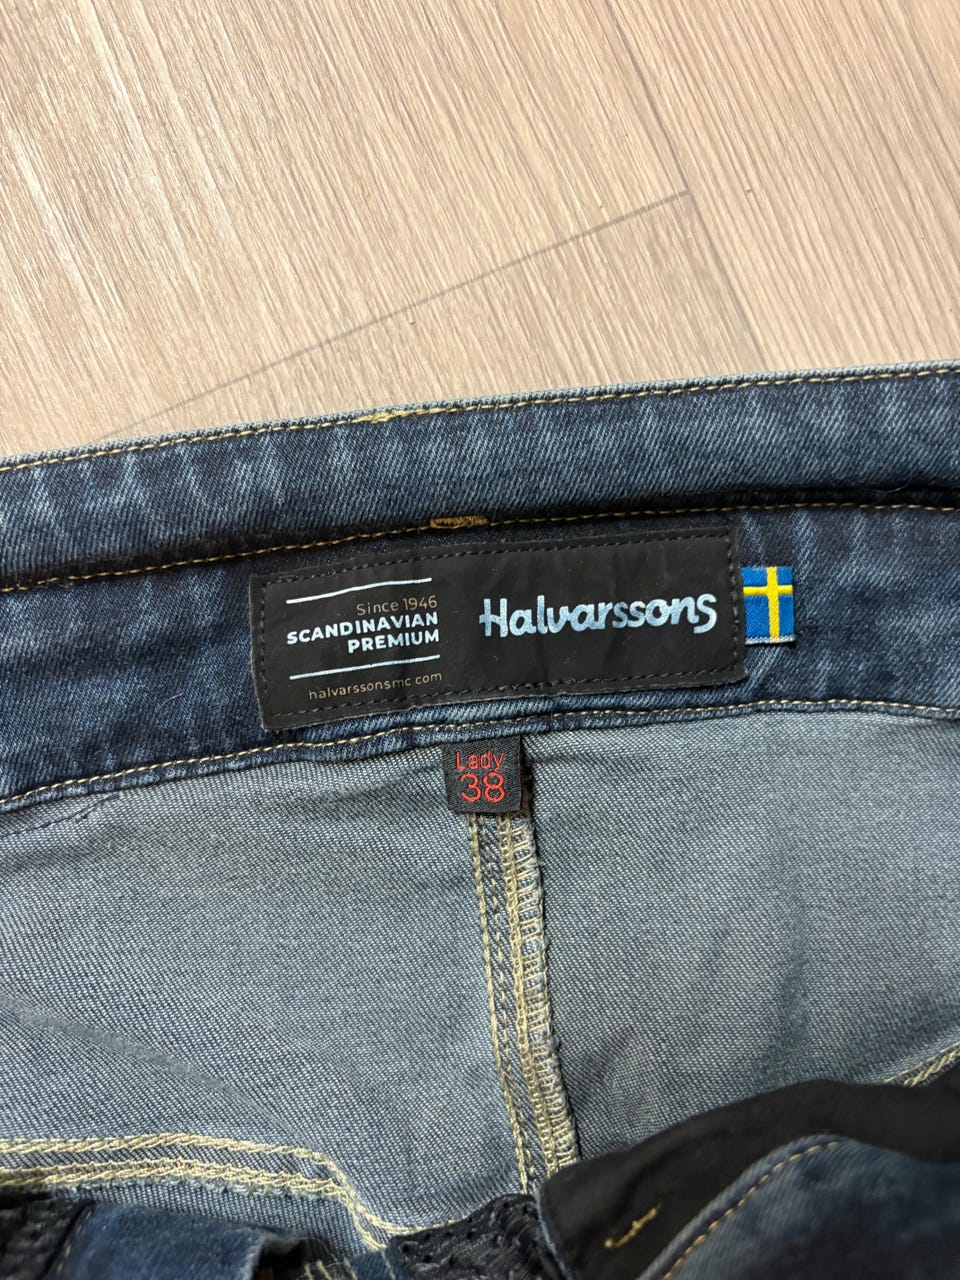 Since 1946
SCANDINAVIAN
PREMIUM
halvarssonsmc.com
Halvarssons
Lady
38